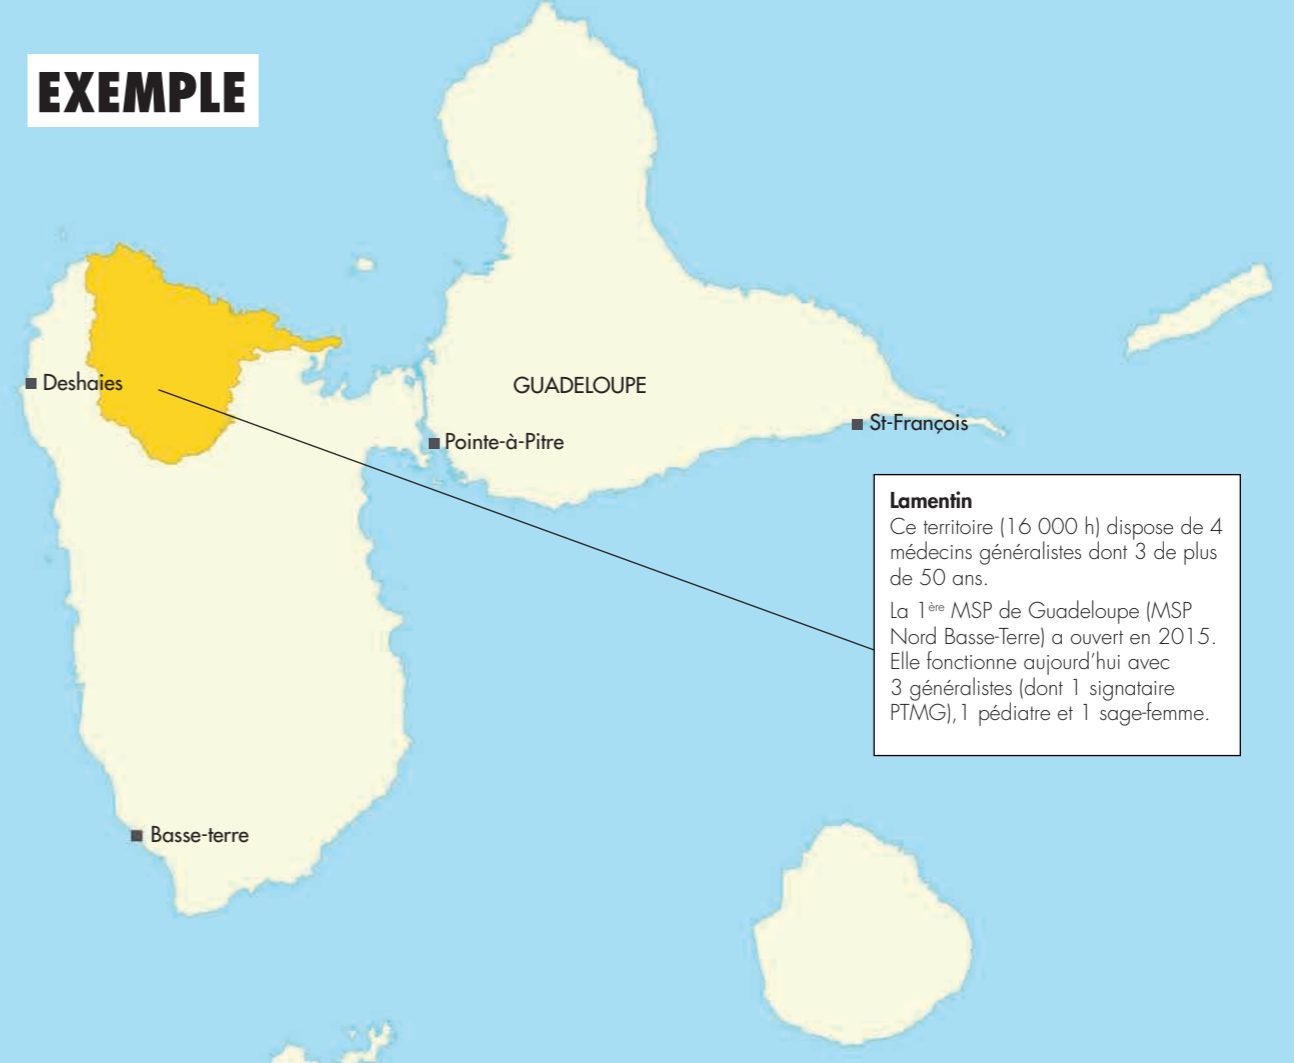 EXEMPLE
Deshaies
GUADELOUPE
St-François
Pointe-à-Pitre
Lamentin
Ce territoire (16 000 h) dispose de 4
médecins généralistes dont 3 de plus
de 50 ans.
La 1ère MSP de Guadeloupe (MSP
Nord Basse-Terre) a ouvert en 2015.
Elle fonctionne aujourd'hui avec
3 généralistes (dont 1 signataire
PTMG),1 pédiatre et 1 sage-femme.
Basse-terre